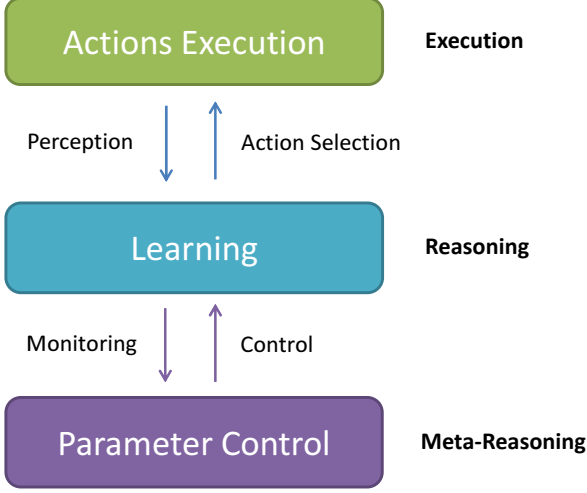 Actions Execution
Execution
Perception
Action Selection
Learning
Reasoning
Monitoring
Control
Parameter Control
Meta-Reasoning